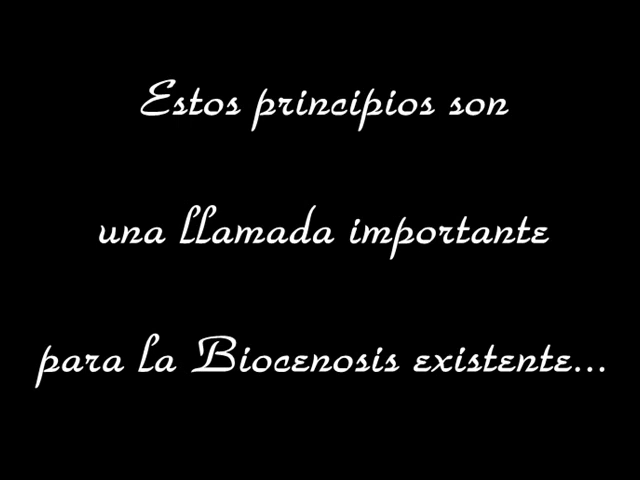 Estos principios son
una llamada importante
para la Biocenosis existente...